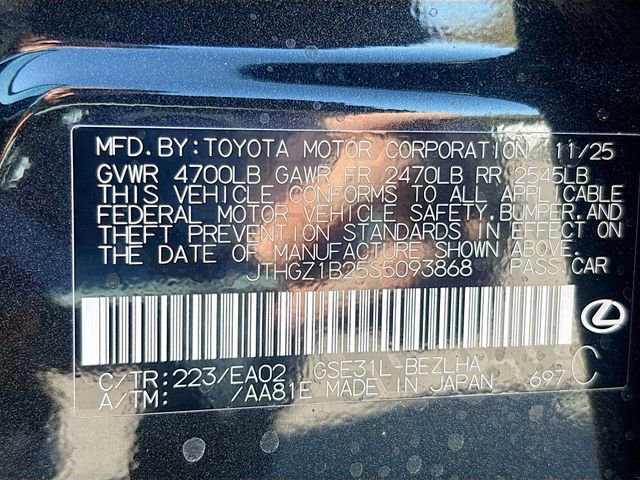 MFD.BY:TOYOTA MOTOR CORPORATION 11/25
GVWR 4700LB GAWR FR 2470LB RR 2545LB
THIS VEHICLE CONFORMS TO ALL APPLICABLE
FEDERAL MOTOR VEHICLE SAFETY,BUMPER,AND
THEFT PREVENTION STANDARDS IN EFFECT ON
THE DATE OF MANUFACTURE SHOWN ABOVE.
JTHGZ1B25S5093868 PASS.CAR
C/TR:223/EA02 GSE31L-BEZLHA C
A/TM: /AA81E MADE IN JAPAN 697